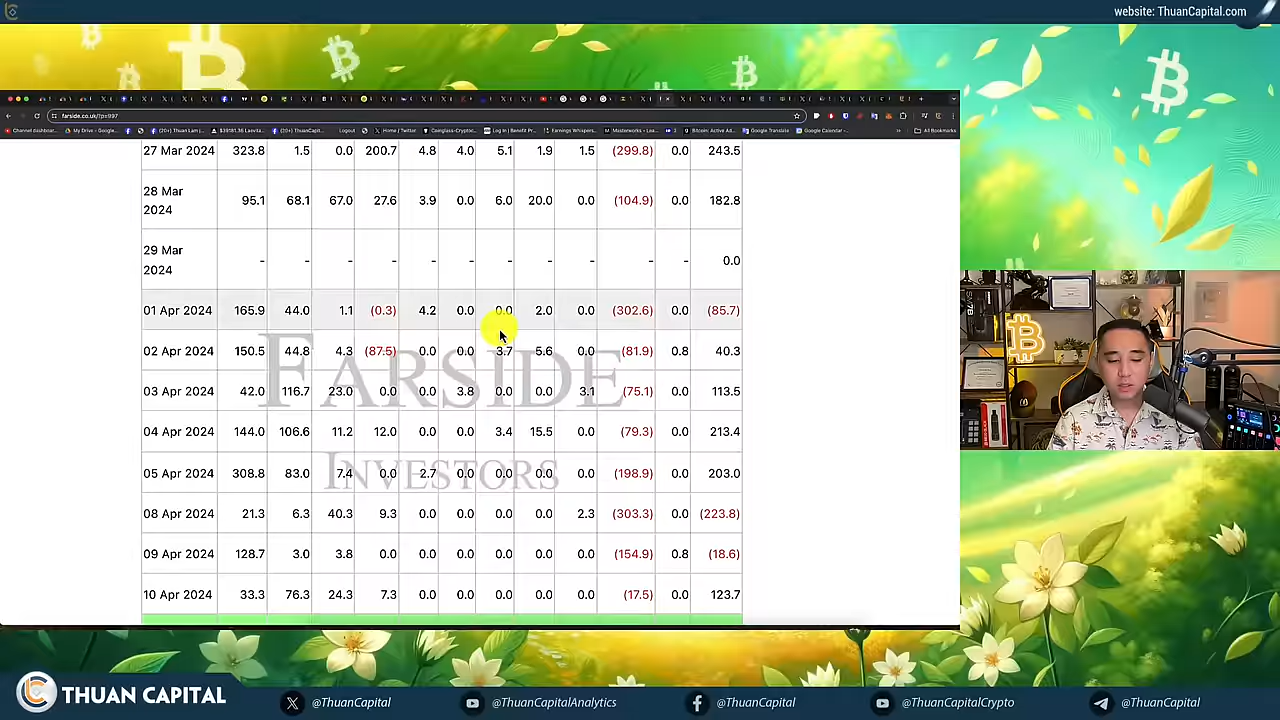 website: ThuanCapital.com
farside.co.uk/?p=997
All Bookmarks
27 Mar 2024 323.8 1.5 0.0 200.7 4.8 4.0 5.1 1.9 1.5 (299.8) 0.0 243.5
28 Mar 2024 95.1 68.1 67.0 27.6 3.9 0.0 6.0 20.0 0.0 (104.9) 0.0 182.8
29 Mar 2024 - - - - - - - - - - - 0.0
01 Apr 2024 165.9 44.0 1.1 (0.3) 4.2 0.0 0.0 2.0 0.0 (302.6) 0.0 (85.7)
02 Apr 2024 150.5 44.8 4.3 (87.5) 0.0 0.0 3.7 5.6 0.0 (81.9) 0.8 40.3
03 Apr 2024 42.0 116.7 23.0 0.0 0.0 3.8 0.0 0.0 3.1 (75.1) 0.0 113.5
04 Apr 2024 144.0 106.6 11.2 12.0 0.0 0.0 3.4 15.5 0.0 (79.3) 0.0 213.4
05 Apr 2024 308.8 83.0 7.4 0.0 2.7 0.0 0.0 0.0 0.0 (198.9) 0.0 203.0
08 Apr 2024 21.3 6.3 40.3 9.3 0.0 0.0 0.0 0.0 2.3 (303.3) 0.0 (223.8)
09 Apr 2024 128.7 3.0 3.8 0.0 0.0 0.0 0.0 0.0 0.0 (154.9) 0.8 (18.6)
10 Apr 2024 33.3 76.3 24.3 7.3 0.0 0.0 0.0 0.0 0.0 (17.5) 0.0 123.7
FARSIDE
INVESTORS
THUAN CAPITAL
@ThuanCapital
@ThuanCapitalAnalytics
@ThuanCapital
@ThuanCapitalCrypto
@ThuanCapital